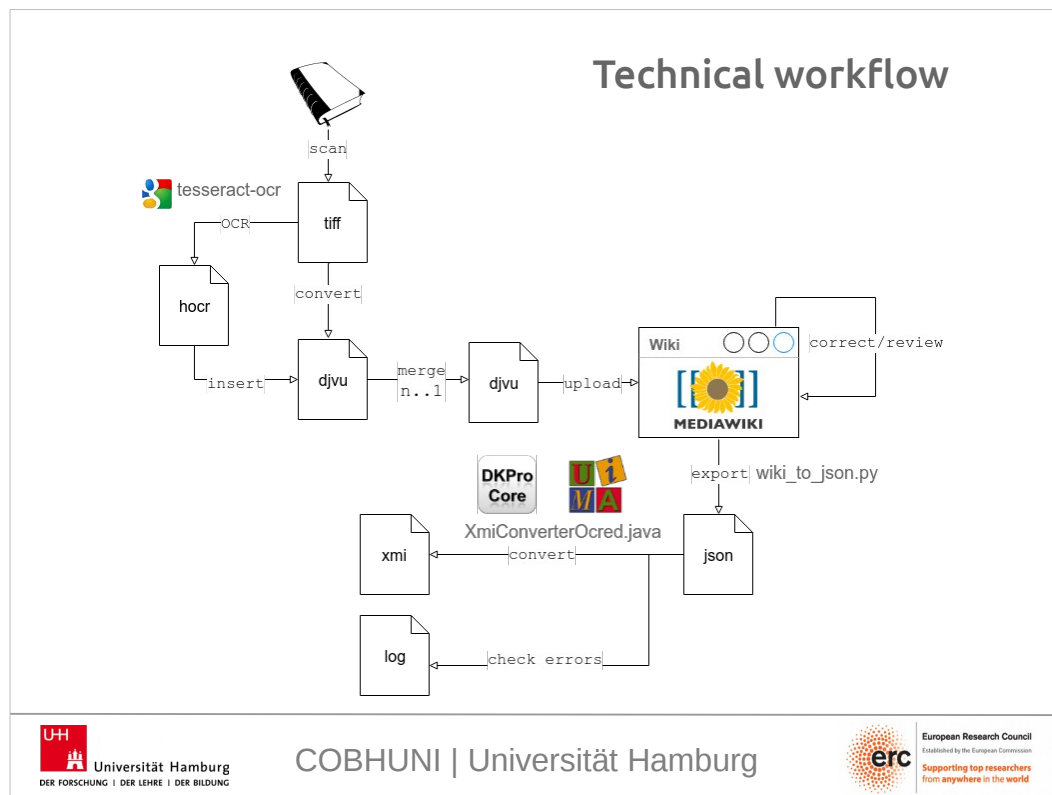 Technical workflow
scan
tesseract-ocr
OCR
tiff
hocr
convert
insert
djvu
merge
n..1
djvu
upload
Wiki
[[ ]]
MEDIAWIKI
correct/review
export
wiki_to_json.py
DKPro
Core
U i
M A
XmiConverterOcred.java
xmi
convert
json
log
check errors
UH
Universität Hamburg
DER FORSCHUNG | DER LEHRE | DER BILDUNG
COBHUNI | Universität Hamburg
erc
European Research Council
Established by the European Commission
Supporting top researchers
from anywhere in the world